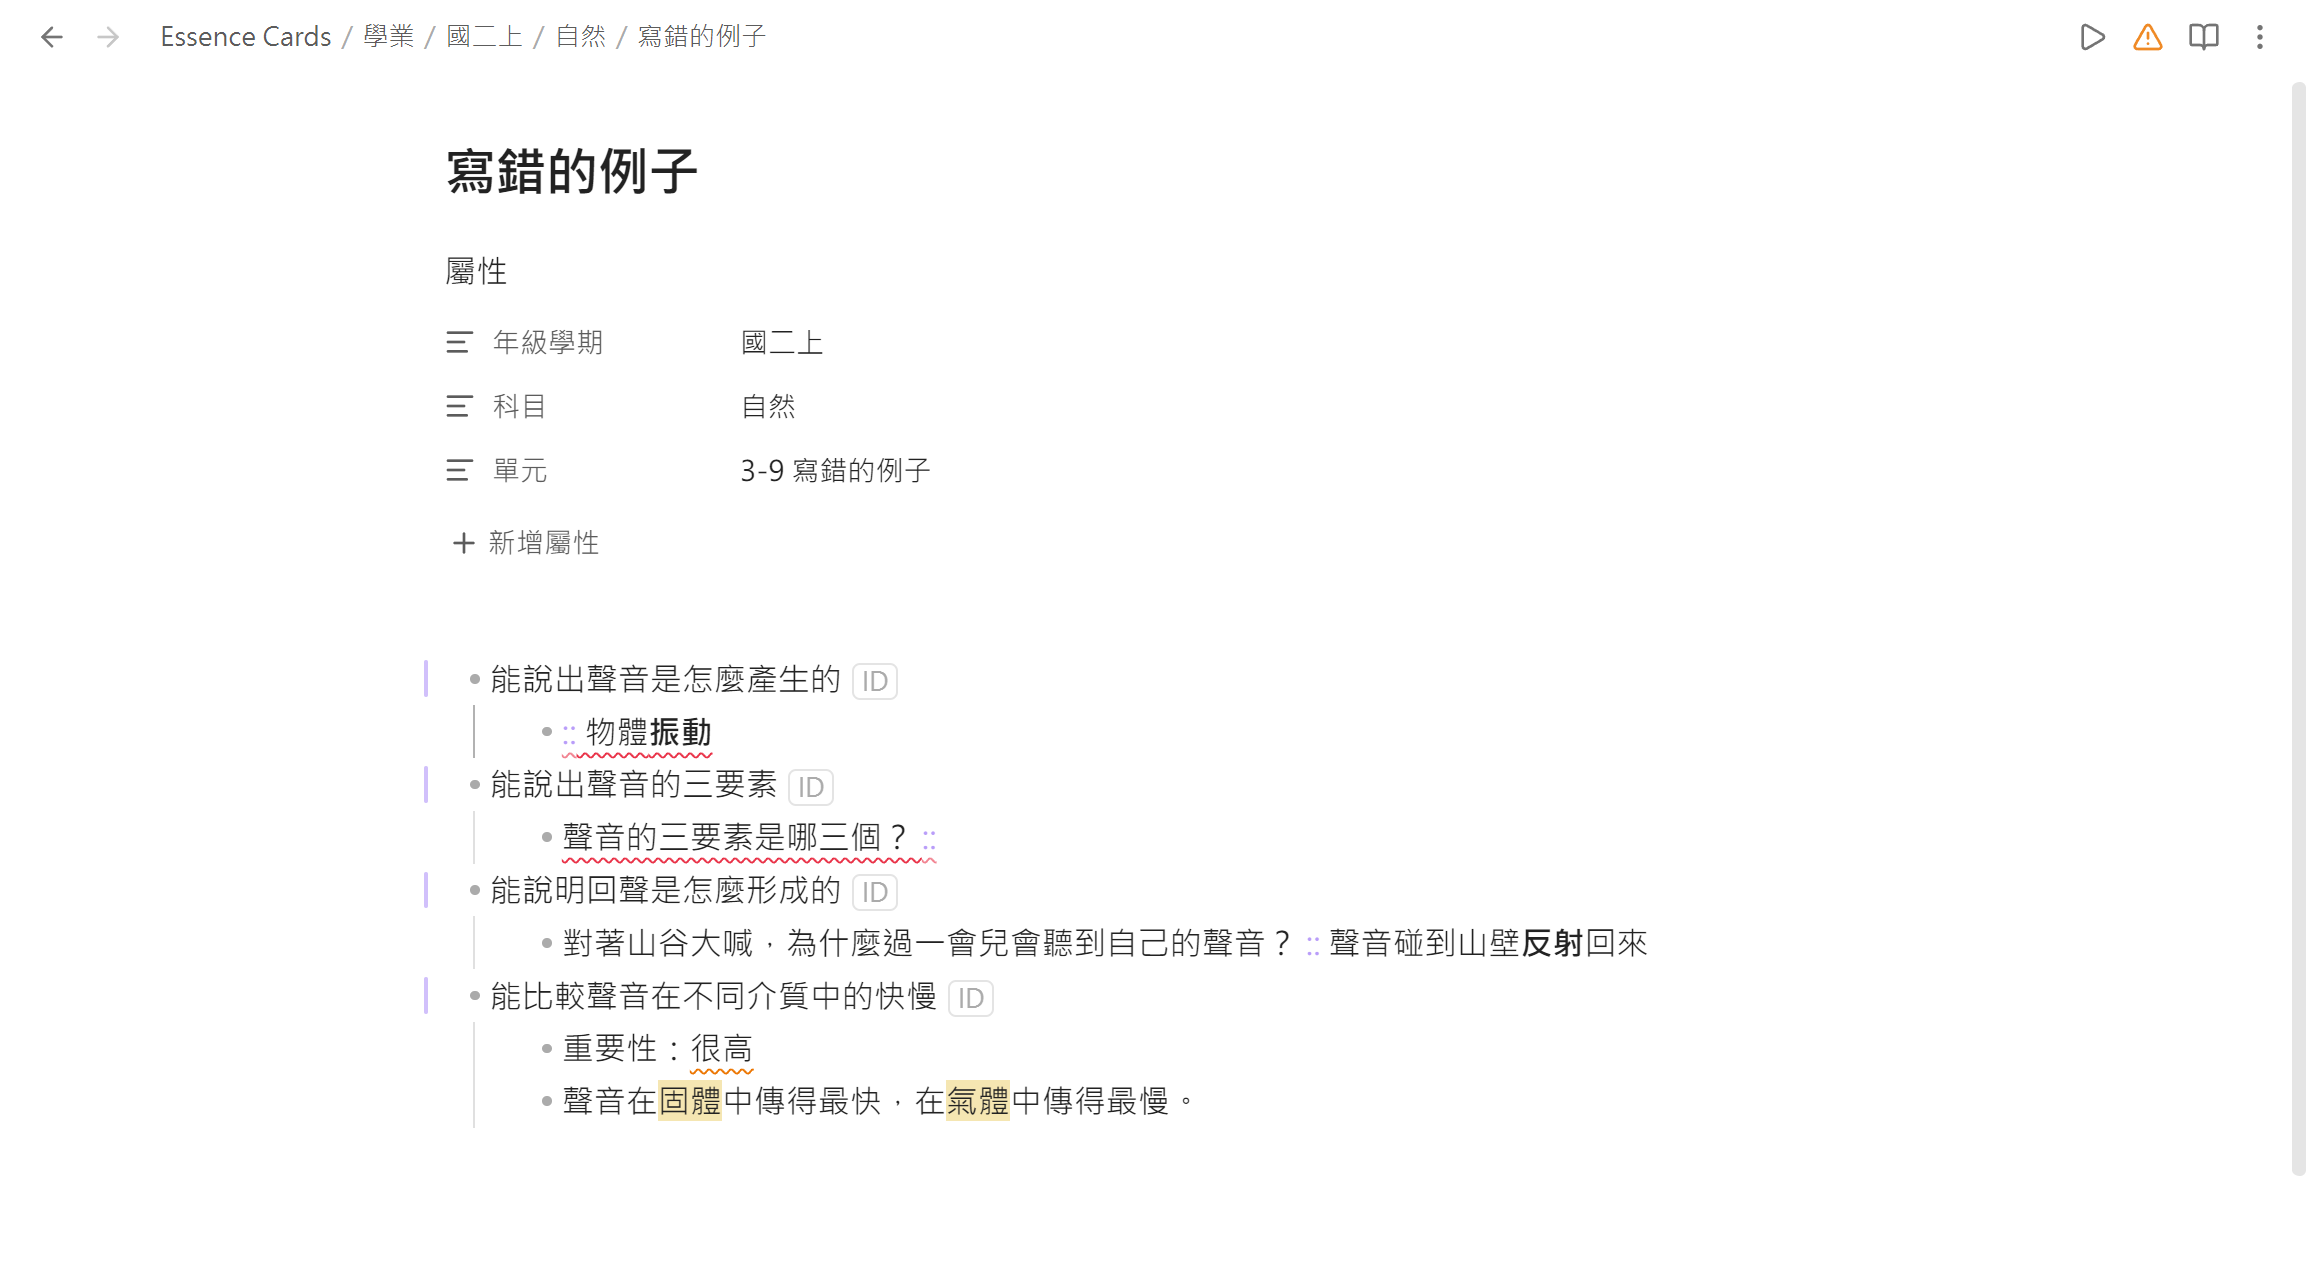 Essence Cards / 學業 / 國二上 / 自然 / 寫錯的例子
寫錯的例子
屬性
年級學期 國二上
科目 自然
單元 3-9 寫錯的例子
新增屬性
能說出聲音是怎麼產生的 ID
:: 物體振動
能說出聲音的三要素 ID
聲音的三要素是哪三個？ ::
能說明回聲是怎麼形成的 ID
對著山谷大喊，為什麼過一會兒會聽到自己的聲音？ :: 聲音碰到山壁反射回來
能比較聲音在不同介質中的快慢 ID
重要性：很高
聲音在固體中傳得最快，在氣體中傳得最慢。